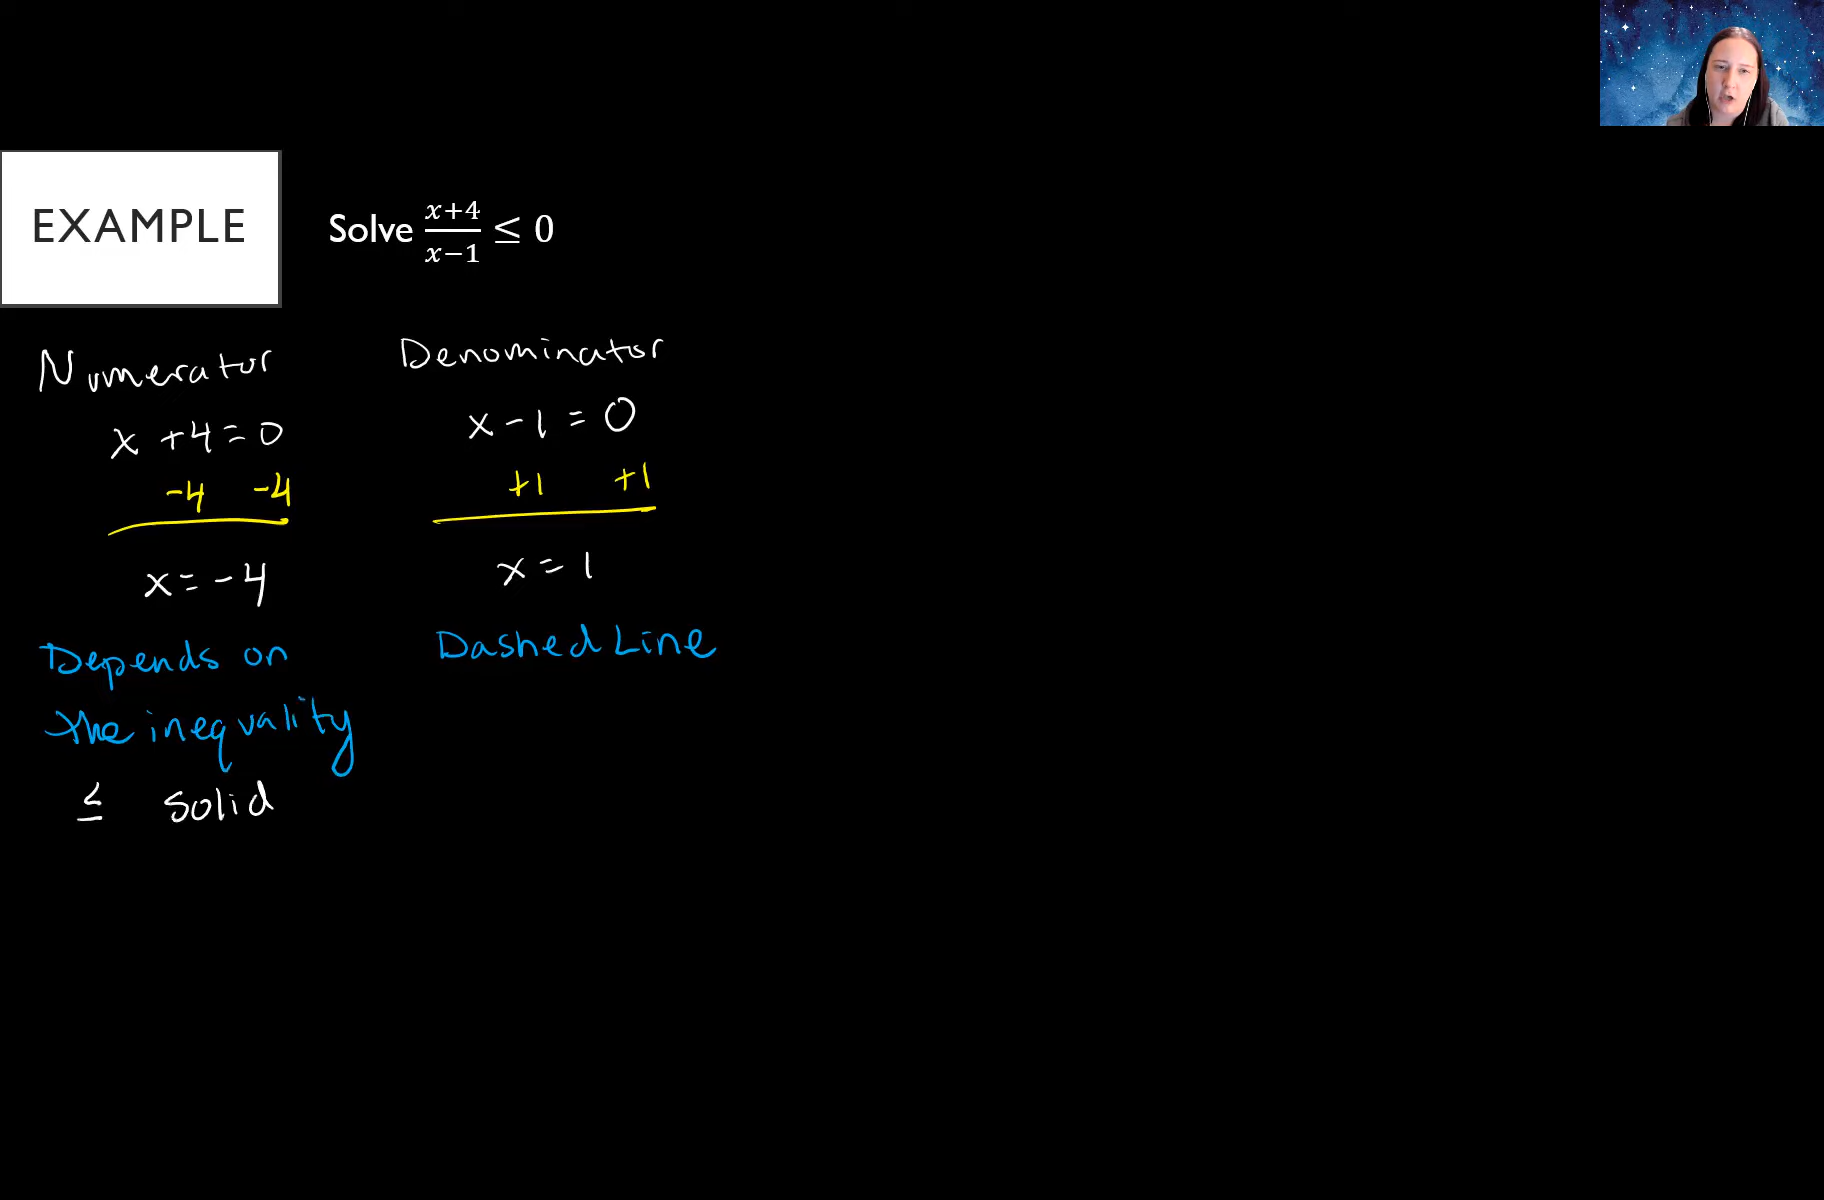 EXAMPLE
Solve \frac{x+4}{x-1} ≤ 0
Numerator
x + 4 = 0
-4 -4
x = -4
Depends on
the inequality
≤ Solid
Denominator
x - 1 = 0
+1 +1
x = 1
Dashed Line